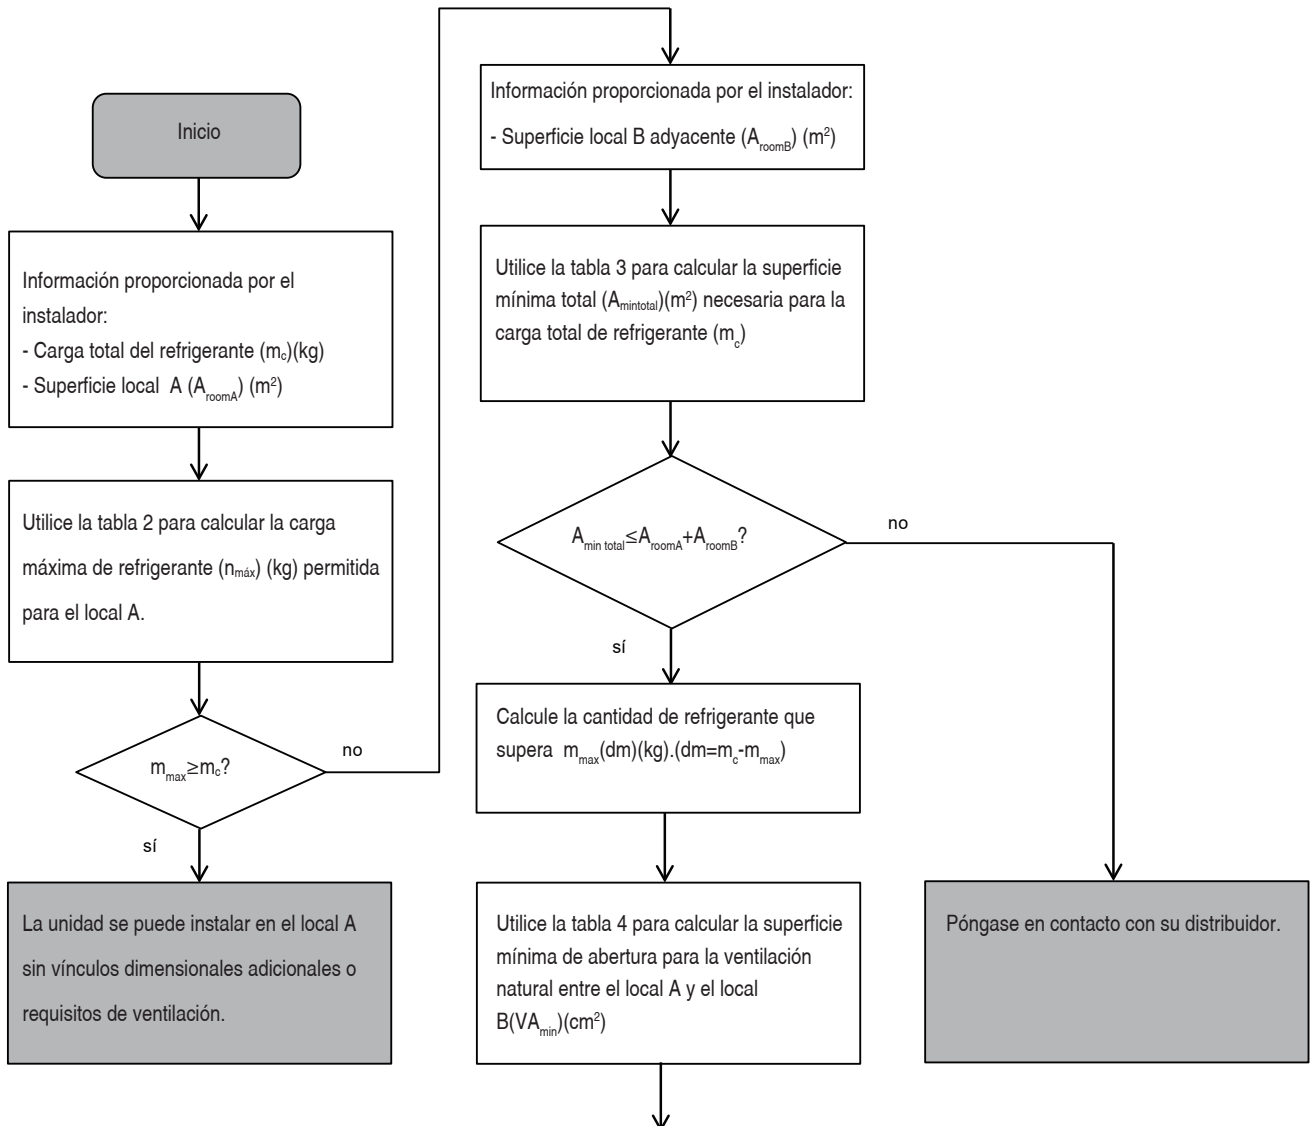 Inicio
Información proporcionada por el
instalador:
- Carga total del refrigerante (mc)(kg)
- Superficie local A (AroomA) (m²)
Utilice la tabla 2 para calcular la carga
máxima de refrigerante (nmáx) (kg) permitida
para el local A.
mmax≥mc?
no
sí
La unidad se puede instalar en el local A
sin vínculos dimensionales adicionales o
requisitos de ventilación.
Información proporcionada por el instalador:
- Superficie local B adyacente (AroomB) (m²)
Utilice la tabla 3 para calcular la superficie
mínima total (Amintotal)(m²) necesaria para la
carga total de refrigerante (mc)
Amin total≤AroomA+AroomB?
no
sí
Calcule la cantidad de refrigerante que
supera mmax(dm)(kg).(dm=mc-mmax)
Utilice la tabla 4 para calcular la superficie
mínima de abertura para la ventilación
natural entre el local A y el local
B(VAmin)(cm²)
Póngase en contacto con su distribuidor.